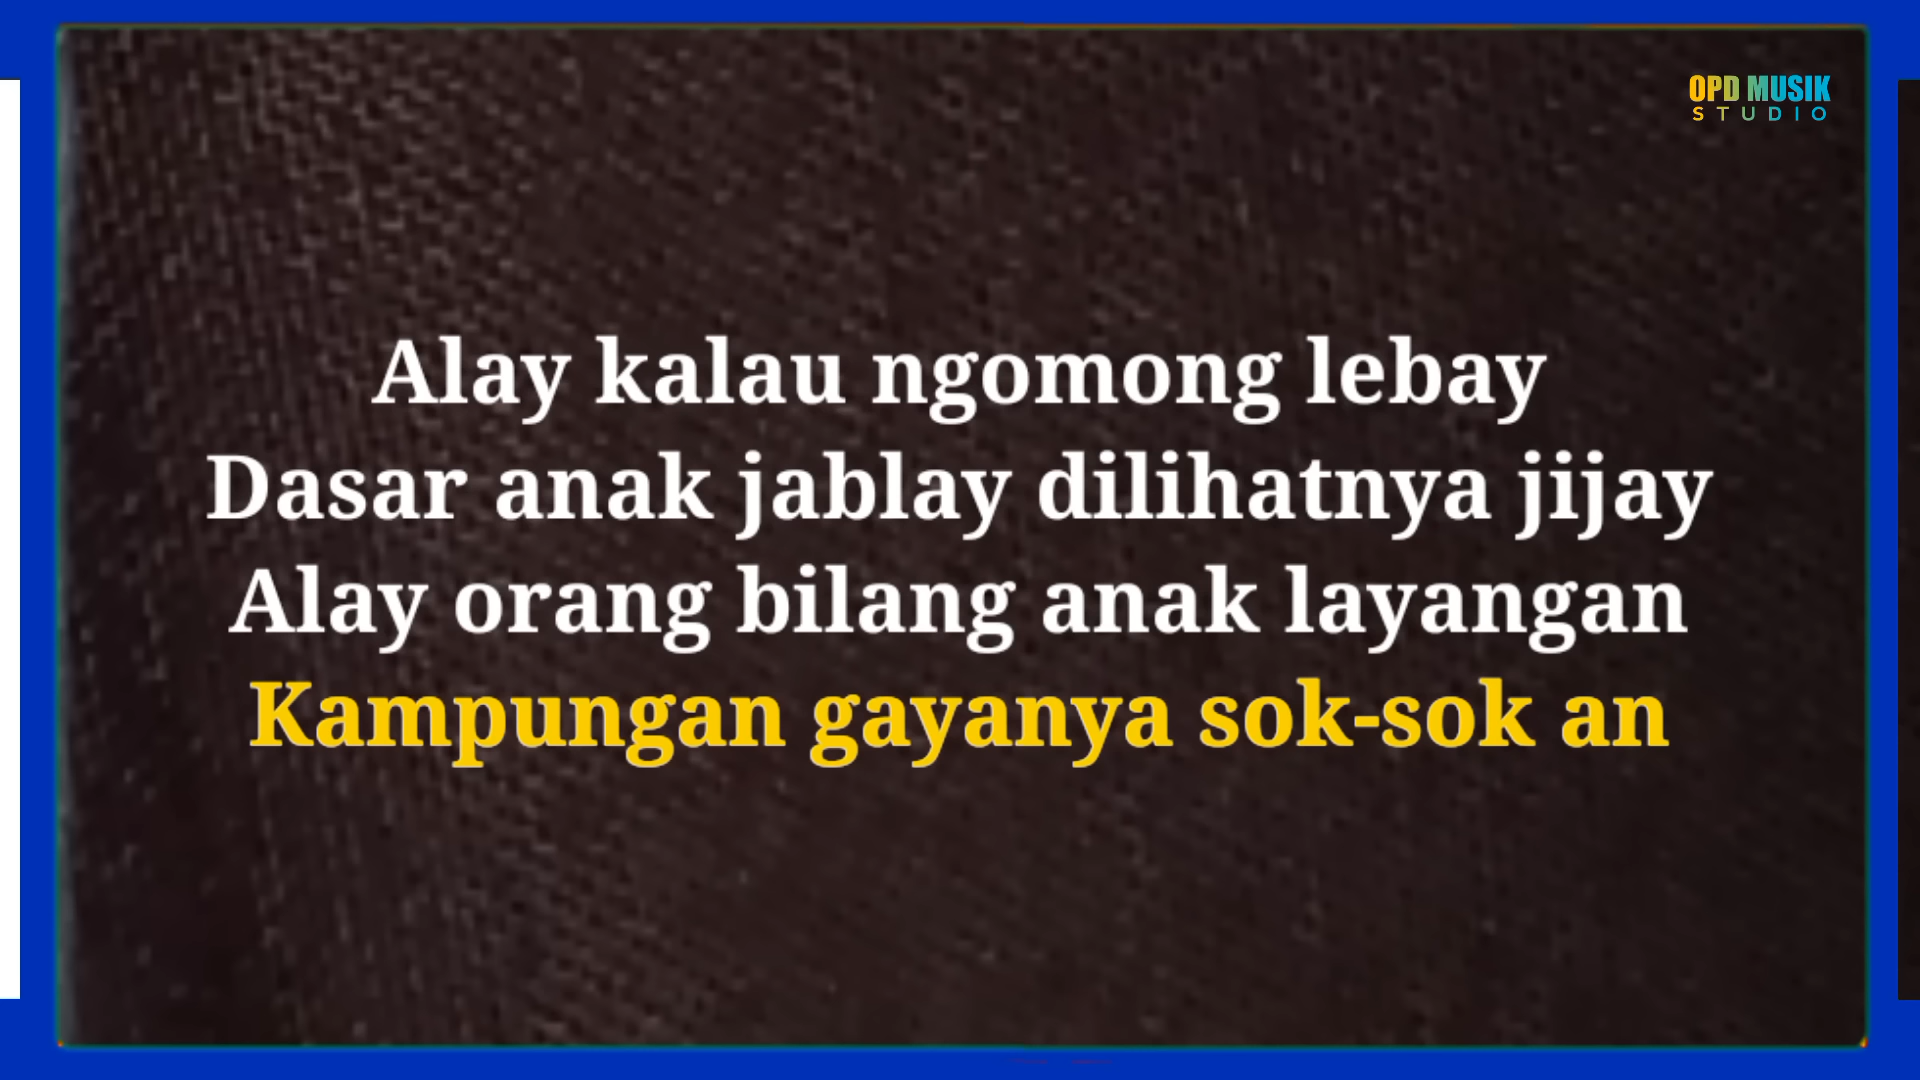 OPD MUSIK
STUDIO
Alay kalau ngomong lebay
Dasar anak jablay dilihatnya jijay
Alay orang bilang anak layangan
Kampungan gayanya sok-sok an